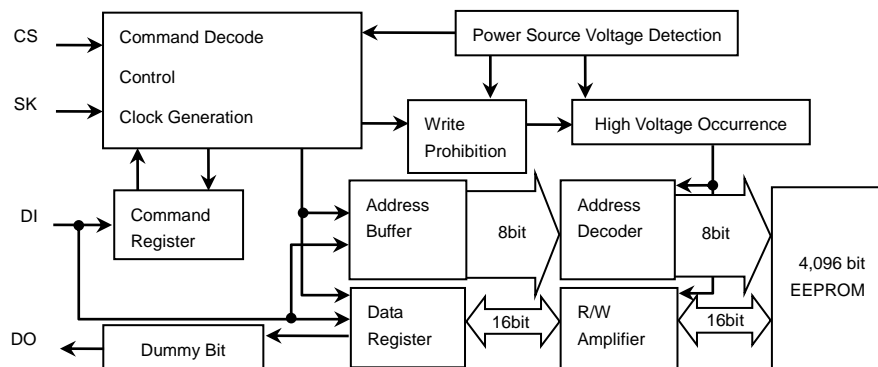 CS
Command Decode
Control
Clock Generation
SK
Power Source Voltage Detection
Write
Prohibition
High Voltage Occurrence
DI
Command
Register
Address
Buffer
8bit
Address
Decoder
8bit
4,096 bit
EEPROM
DO
Dummy Bit
Data
Register
16bit
R/W
Amplifier
16bit